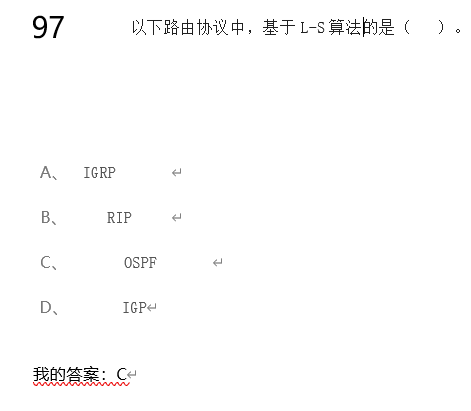 97 以下路由协议中，基于 L-S 算法的是（ ）。
A、 IGRP
B、 RIP
C、 OSPF
D、 IGP
我的答案：C